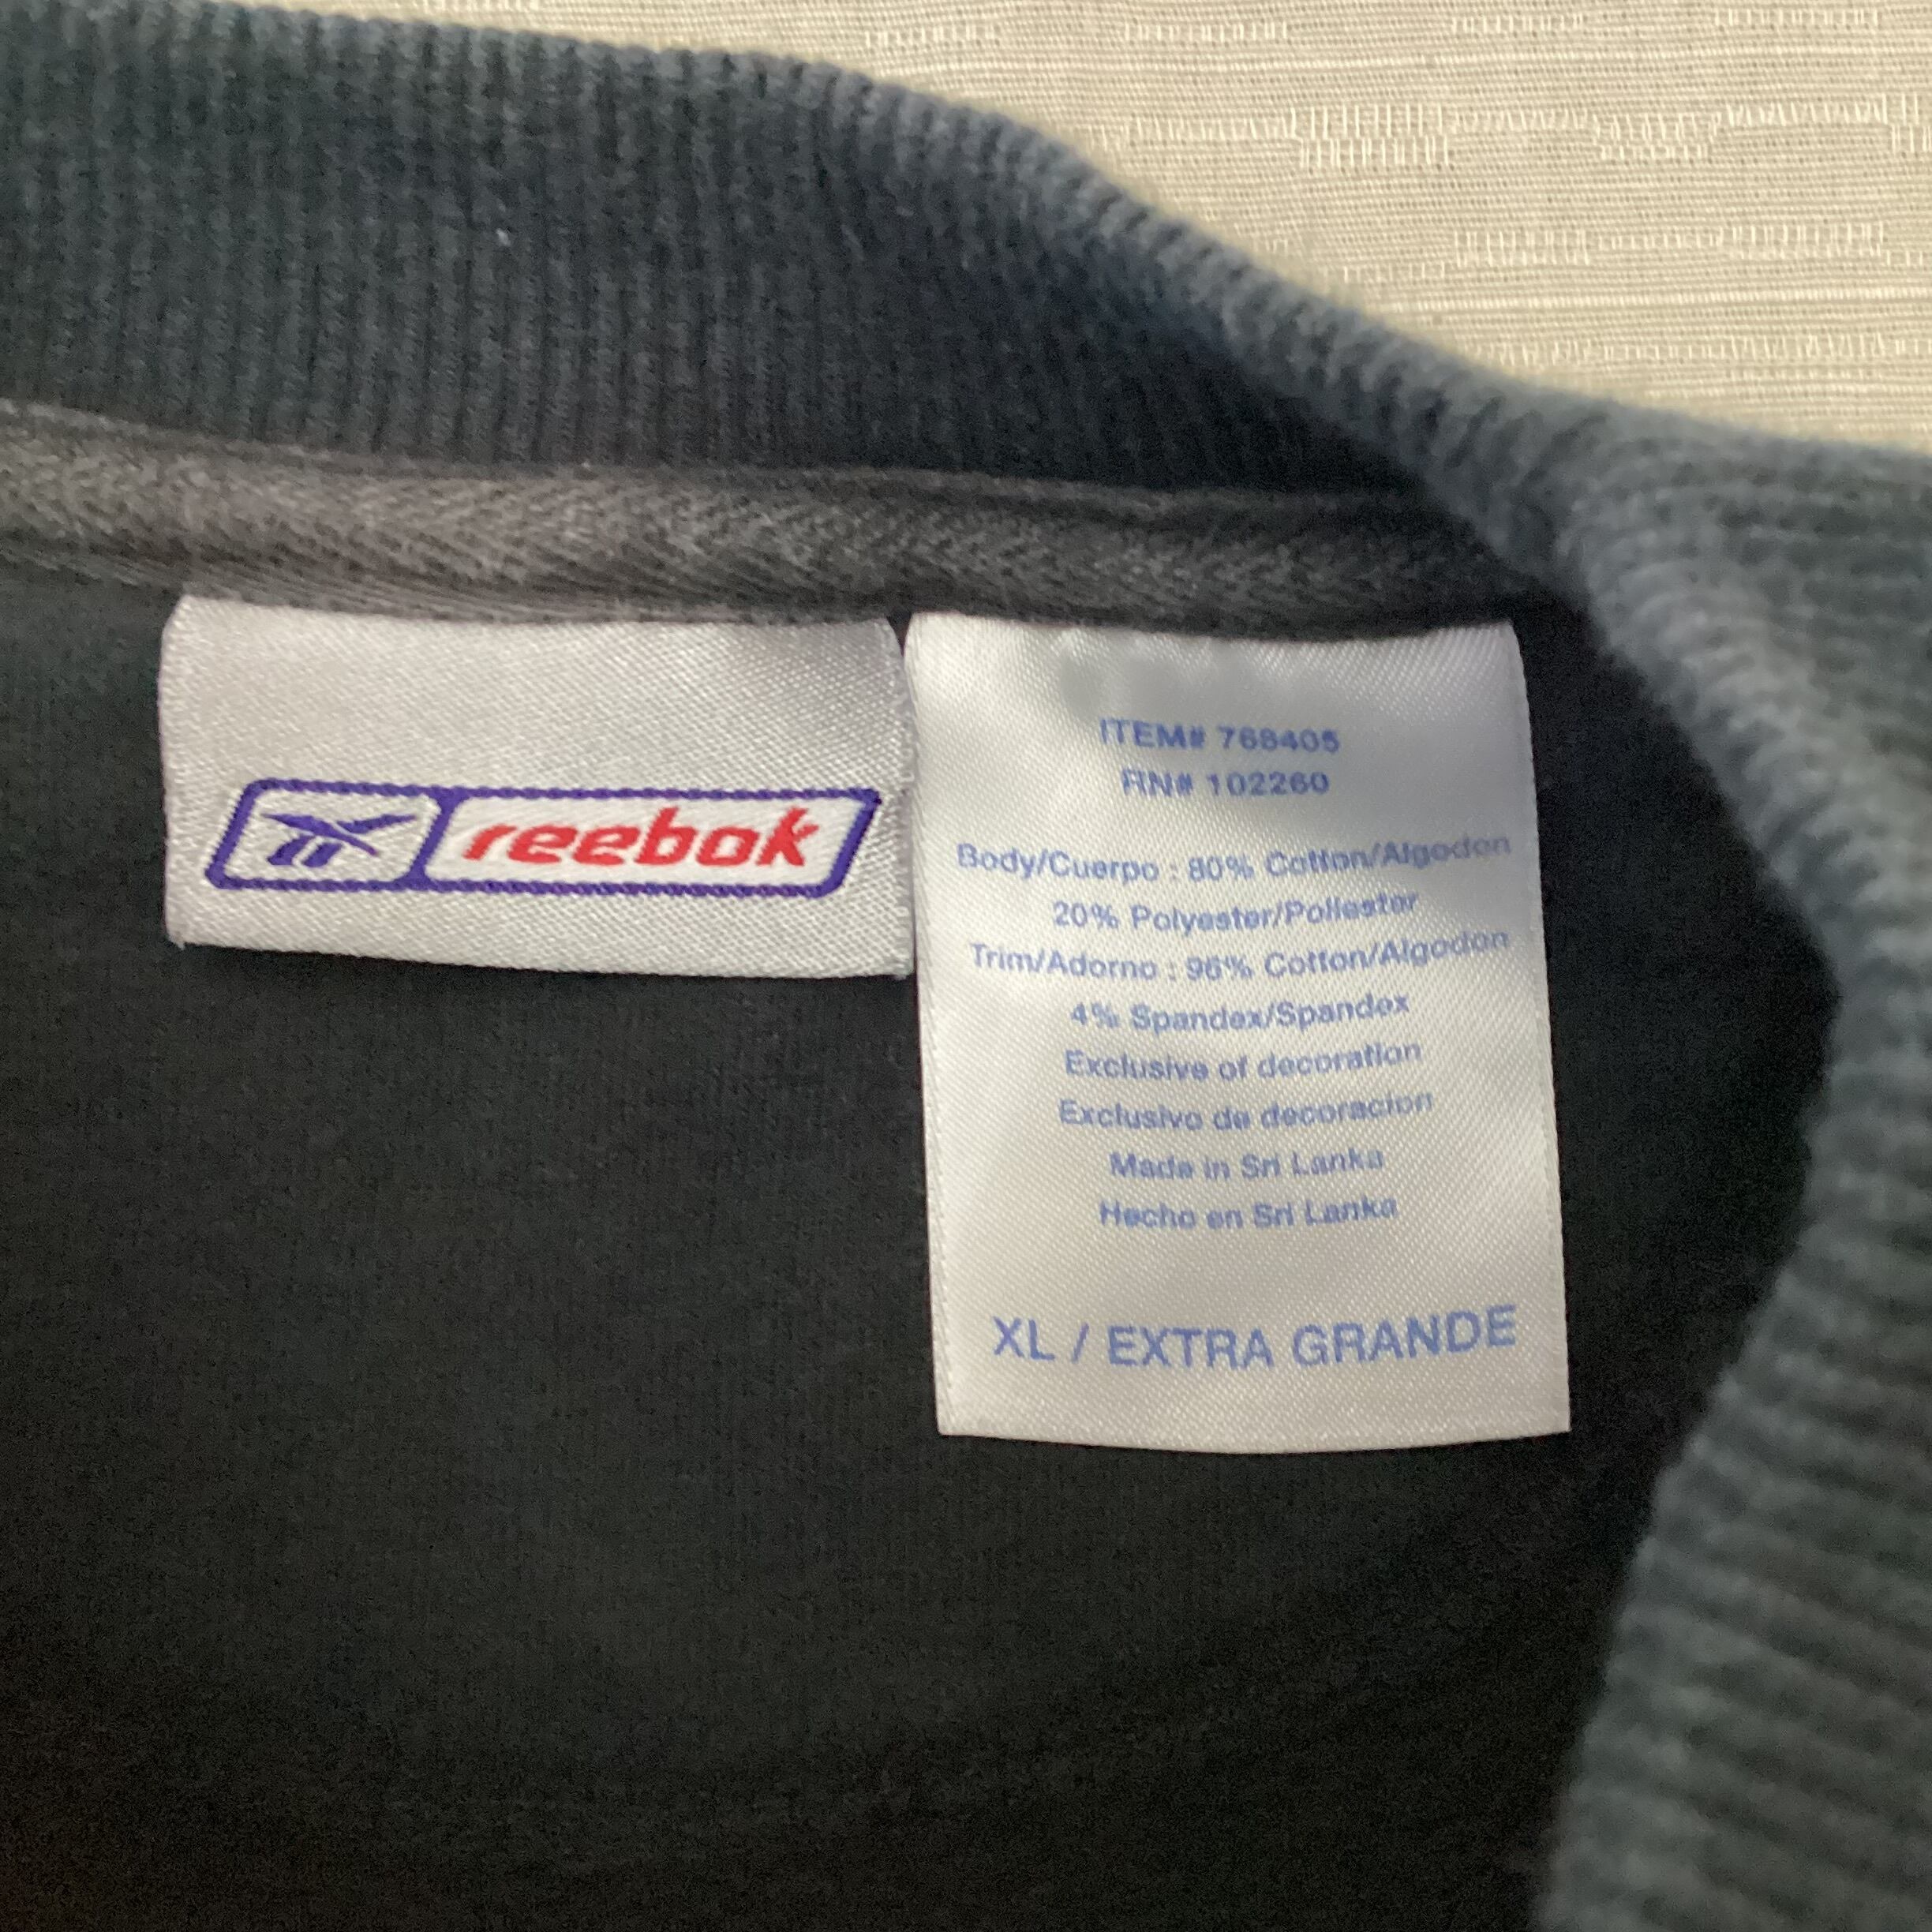 reebok
ITEM# 768405
RN# 102260
Body/Cuerpo : 80% Cotton/Algodon
20% Polyester/Poliester
Trim/Adorno : 96% Cotton/Algodon
4% Spandex/Spandex
Exclusive of decoration
Exclusivo de decoracion
Made in Sri Lanka
Hecho en Sri Lanka
XL / EXTRA GRANDE